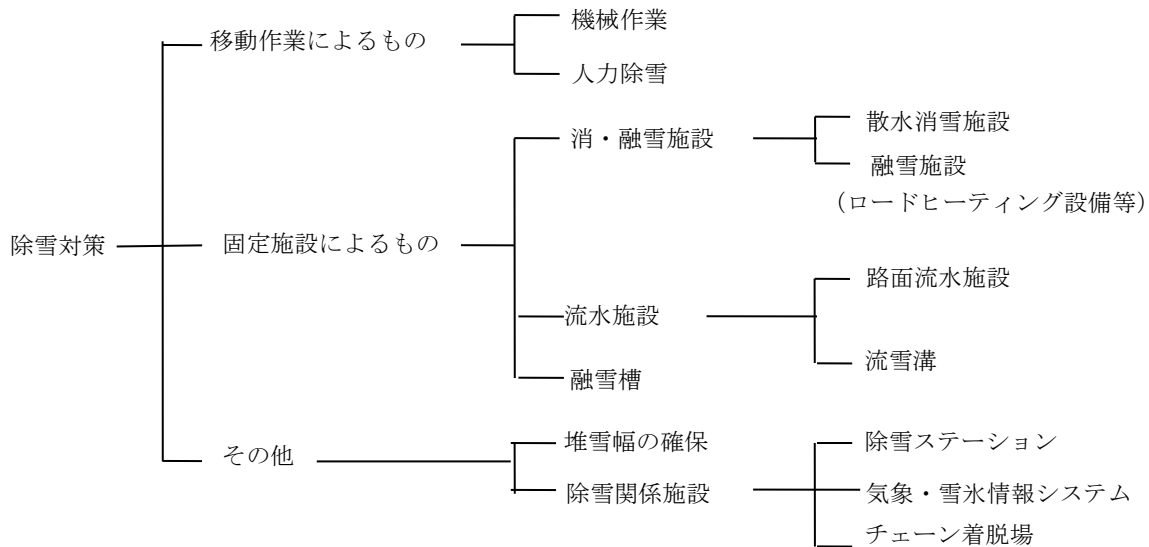 除雪対策
移動作業によるもの
機械作業
人力除雪
固定施設によるもの
消・融雪施設
散水消雪施設
融雪施設
（ロードヒーティング設備等）
流水施設
路面流水施設
流雪溝
融雪槽
その他
堆雪幅の確保
除雪関係施設
除雪ステーション
気象・雪氷情報システム
チェーン着脱場